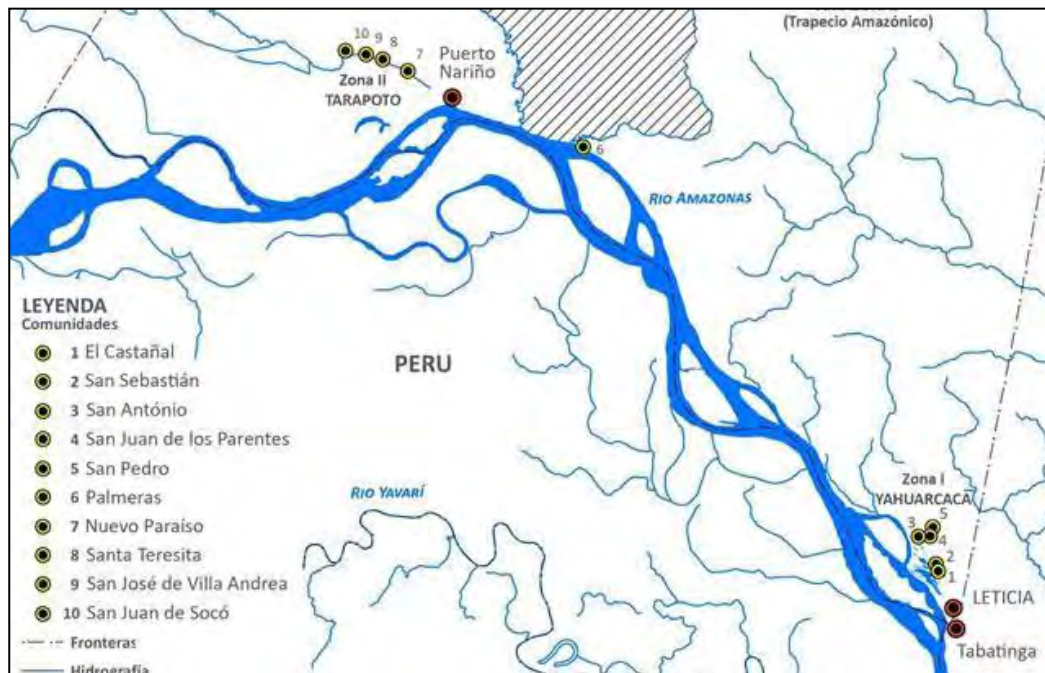 (Trapecio Amazónico)
10 9 8 7
Puerto
Nariño
Zona II
TARAPOTO
6
RIO AMAZONAS
LEYENDA
Comunidades
1 El Castañal
2 San Sebastián
3 San António
4 San Juan de los Parentes
5 San Pedro
6 Palmeras
7 Nuevo Paraíso
8 Santa Teresita
9 San José de Villa Andrea
10 San Juan de Socó
Fronteras
Hidrografía
PERU
RIO YAVARÍ
Zona I
YAHUARCACA
5
3
4
2
1
LETICIA
Tabatinga